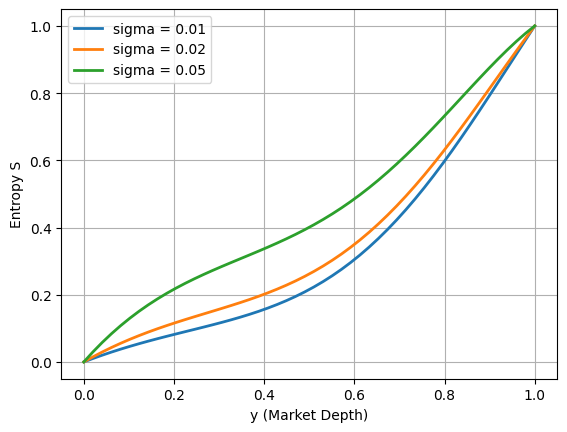 sigma = 0.01
sigma = 0.02
sigma = 0.05
Entropy S
1.0
0.8
0.6
0.4
0.2
0.0
0.0 0.2 0.4 0.6 0.8 1.0
y (Market Depth)